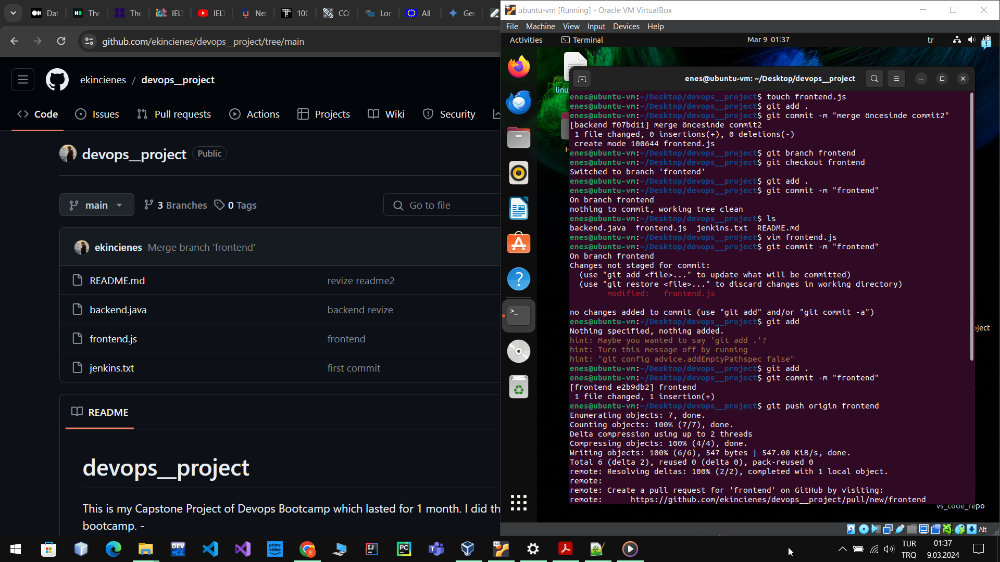 Dat
The
The
IELT
IELT
Net
100
CO
Lor
All
Ger
github.com/ekincienes/devops__project/tree/main
ekincienes / devops__project
Code
Issues
Pull requests
Actions
Projects
Wiki
Security
devops__project
Public
main
3 Branches
0 Tags
Go to file
ekincienes Merge branch 'frontend'
README.md revize readme2
backend.java backend revize
frontend.js frontend
jenkins.txt first commit
README
devops__project
This is my Capstone Project of Devops Bootcamp which lasted for 1 month. I did th
bootcamp. -
ubuntu-vm [Running] - Oracle VM VirtualBox
File Machine View Input Devices Help
Activities
Terminal
Mar 9 01:37
tr
enes@ubuntu-vm: ~/Desktop/devops__project
enes@ubuntu-vm:~/Desktop/devops__project$ touch frontend.js
enes@ubuntu-vm:~/Desktop/devops__project$ git add .
enes@ubuntu-vm:~/Desktop/devops__project$ git commit -m "merge öncesinde commit2"
[backend f07bd11] merge öncesinde commit2
 1 file changed, 0 insertions(+), 0 deletions(-)
 create mode 100644 frontend.js
enes@ubuntu-vm:~/Desktop/devops__project$ git branch frontend
enes@ubuntu-vm:~/Desktop/devops__project$ git checkout frontend
Switched to branch 'frontend'
enes@ubuntu-vm:~/Desktop/devops__project$ git add .
enes@ubuntu-vm:~/Desktop/devops__project$ git commit -m "frontend"
On branch frontend
nothing to commit, working tree clean
enes@ubuntu-vm:~/Desktop/devops__project$ ls
backend.java  frontend.js  jenkins.txt  README.md
enes@ubuntu-vm:~/Desktop/devops__project$ vim frontend.js
enes@ubuntu-vm:~/Desktop/devops__project$ git commit -m "frontend"
On branch frontend
Changes not staged for commit:
  (use "git add <file>..." to update what will be committed)
  (use "git restore <file>..." to discard changes in working directory)
        modified:   frontend.js
no changes added to commit (use "git add" and/or "git commit -a")
enes@ubuntu-vm:~/Desktop/devops__project$ git add
Nothing specified, nothing added.
hint: Maybe you wanted to say 'git add .'?
hint: Turn this message off by running
hint: "git config advice.addEmptyPathspec false"
enes@ubuntu-vm:~/Desktop/devops__project$ git add .
enes@ubuntu-vm:~/Desktop/devops__project$ git commit -m "frontend"
[frontend e2b9db2] frontend
 1 file changed, 1 insertion(+)
enes@ubuntu-vm:~/Desktop/devops__project$ git push origin frontend
Enumerating objects: 7, done.
Counting objects: 100% (7/7), done.
Delta compression using up to 2 threads
Compressing objects: 100% (4/4), done.
Writing objects: 100% (6/6), 547 bytes | 547.00 KiB/s, done.
Total 6 (delta 2), reused 0 (delta 0), pack-reused 0
remote: Resolving deltas: 100% (2/2), completed with 1 local object.
remote:
remote: Create a pull request for 'frontend' on GitHub by visiting:
remote:      https://github.com/ekincienes/devops__project/pull/new/frontend
linu
H
ject
vs_code_repo
Alt
DEV
prime video
TUR
TRQ
01:37
9.03.2024